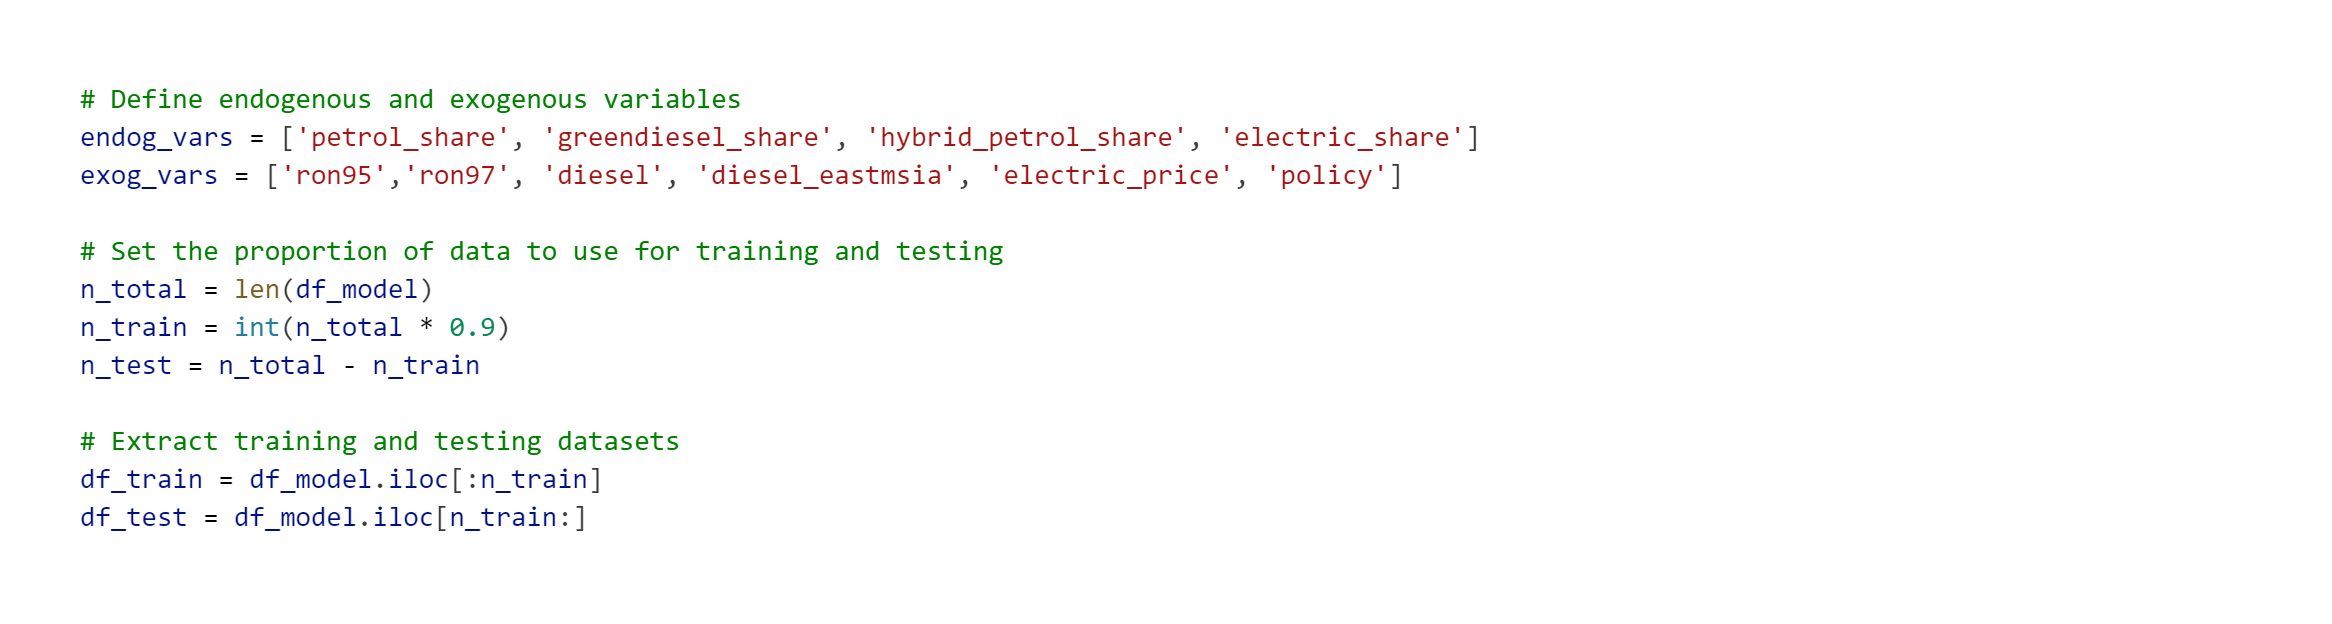 # Define endogenous and exogenous variables
endog_vars = ['petrol_share', 'greendiesel_share', 'hybrid_petrol_share', 'electric_share']
exog_vars = ['ron95','ron97', 'diesel', 'diesel_eastmsia', 'electric_price', 'policy']
# Set the proportion of data to use for training and testing
n_total = len(df_model)
n_train = int(n_total * 0.9)
n_test = n_total - n_train
# Extract training and testing datasets
df_train = df_model.iloc[:n_train]
df_test = df_model.iloc[n_train:]